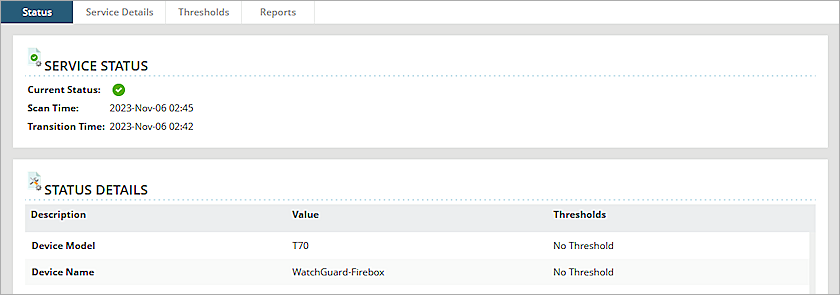 Status Service Details Thresholds Reports
SERVICE STATUS
Current Status:
Scan Time: 2023-Nov-06 02:45
Transition Time: 2023-Nov-06 02:42
STATUS DETAILS
Description Value Thresholds
Device Model T70 No Threshold
Device Name WatchGuard-Firebox No Threshold